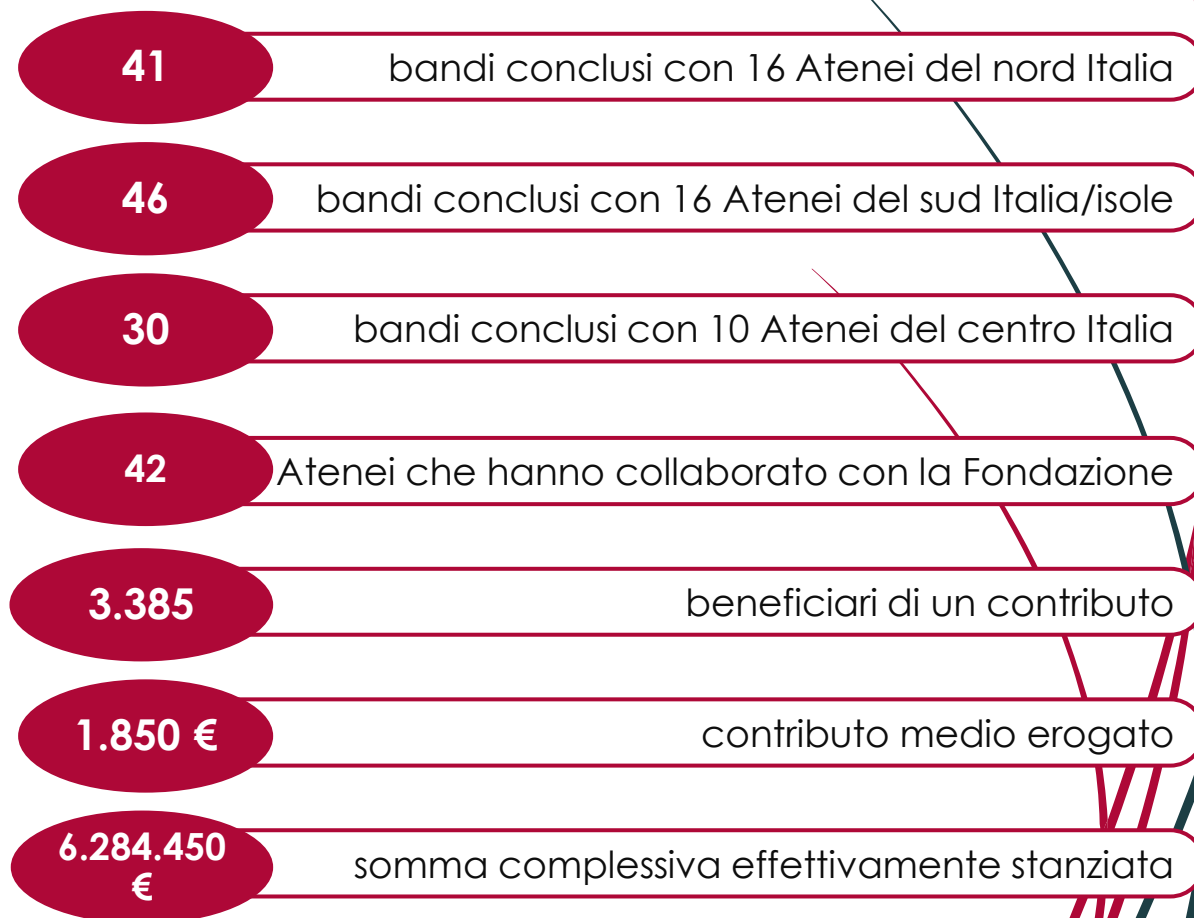 41
bandi conclusi con 16 Atenei del nord Italia
46
bandi conclusi con 16 Atenei del sud Italia/isole
30
bandi conclusi con 10 Atenei del centro Italia
42
Atenei che hanno collaborato con la Fondazione
3.385
beneficiari di un contributo
1.850 €
contributo medio erogato
6.284.450
€
somma complessiva effettivamente stanziata